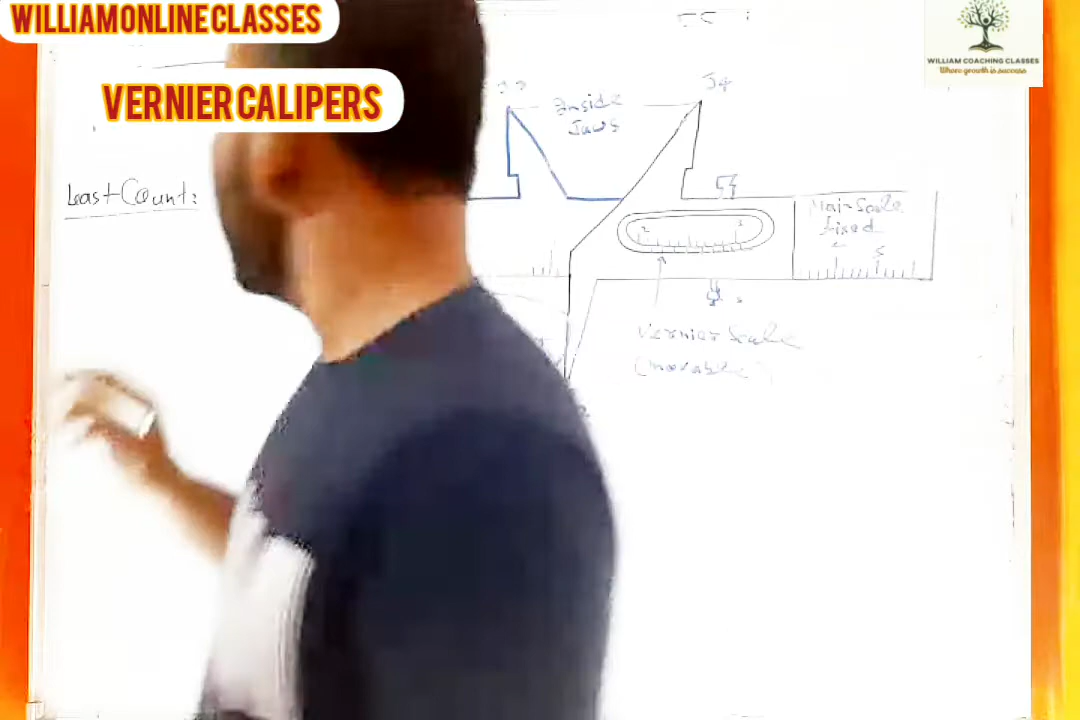 WILLIAMONLINE CLASSES
VERNIER CALIPERS
WILLIAM COACHING CLASSES
Where growth is success
J4
Inside
Jaws
Least Count:
Main Scale
fixed
5
Vernier Scale
(movable)